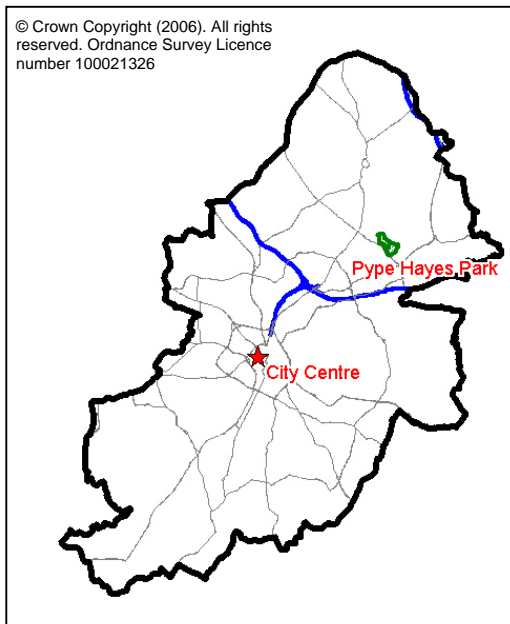 © Crown Copyright (2006). All rights
reserved. Ordnance Survey Licence
number 100021326
Pype Hayes Park
City Centre